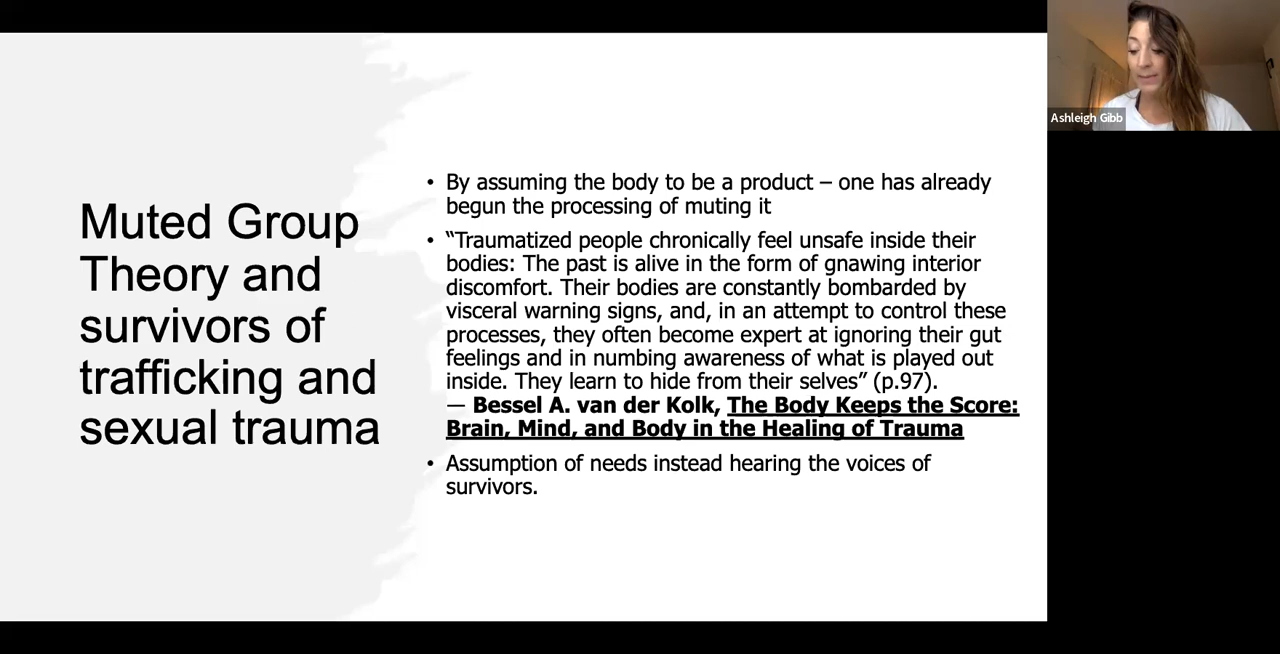 Muted Group
Theory and
survivors of
trafficking and
sexual trauma
• By assuming the body to be a product – one has already
begun the processing of muting it
• “Traumatized people chronically feel unsafe inside their
bodies: The past is alive in the form of gnawing interior
discomfort. Their bodies are constantly bombarded by
visceral warning signs, and, in an attempt to control these
processes, they often become expert at ignoring their gut
feelings and in numbing awareness of what is played out
inside. They learn to hide from their selves” (p.97).
― Bessel A. van der Kolk, The Body Keeps the Score:
Brain, Mind, and Body in the Healing of Trauma
• Assumption of needs instead hearing the voices of
survivors.
Ashleigh Gibb